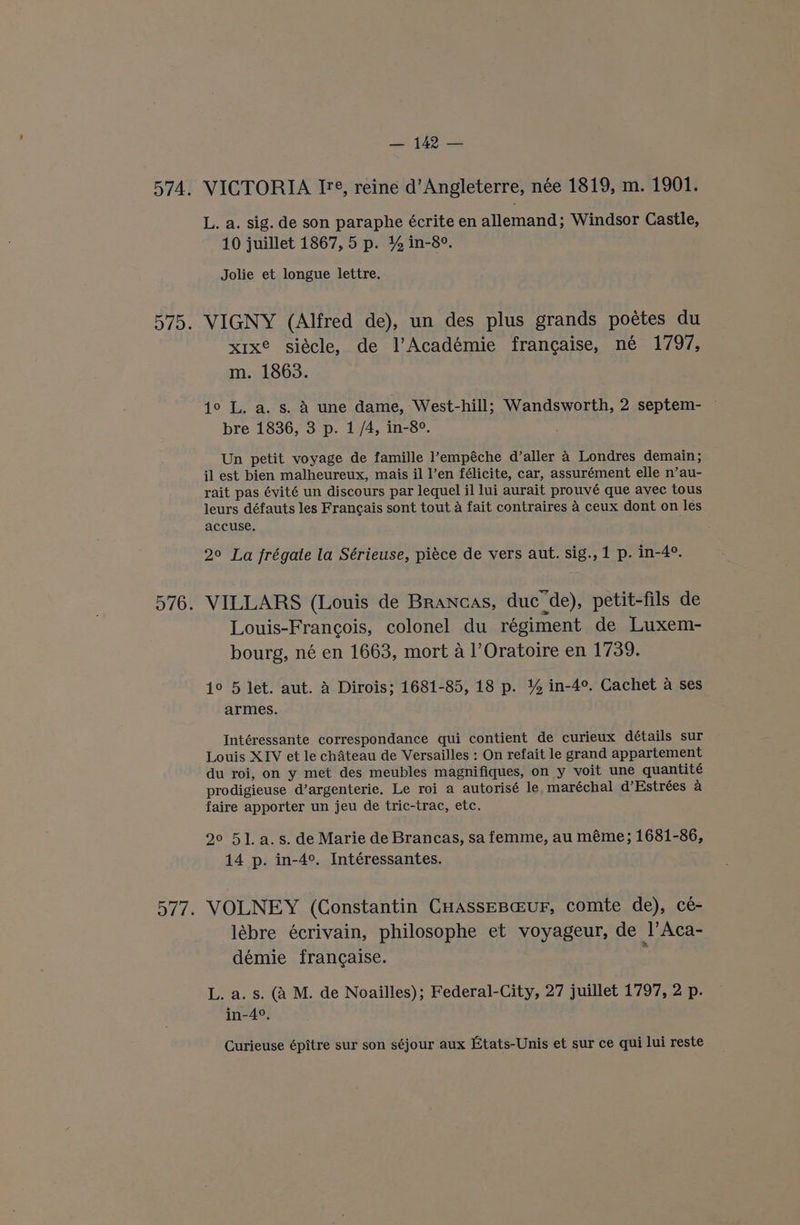 — 142 —
574. VICTORIA Iʳᵉ, reine d'Angleterre, née 1819, m. 1901.
L. a. sig. de son paraphe écrite en allemand; Windsor Castle,
10 juillet 1867, 5 p. ½ in-8º.
Jolie et longue lettre.
575. VIGNY (Alfred de), un des plus grands poètes du
XIXᵉ siècle, de l'Académie française, né 1797,
m. 1863.
1º L. a. s. à une dame, West-hill; Wandsworth, 2 septem-
bre 1836, 3 p. 1/4, in-8º.
Un petit voyage de famille l'empêche d'aller à Londres demain;
il est bien malheureux, mais il l'en félicite, car, assurément elle n'au-
rait pas évité un discours par lequel il lui aurait prouvé que avec tous
leurs défauts les Français sont tout à fait contraires à ceux dont on les
accuse.
2º La frégate la Sérieuse, pièce de vers aut. sig., 1 p. in-4º.
576. VILLARS (Louis de BRANCAS, duc de), petit-fils de
Louis-François, colonel du régiment de Luxem-
bourg, né en 1663, mort à l'Oratoire en 1739.
1º 5 let. aut. à Dirois; 1681-85, 18 p. ½ in-4º. Cachet à ses
armes.
Intéressante correspondance qui contient de curieux détails sur
Louis XIV et le château de Versailles : On refait le grand appartement
du roi, on y met des meubles magnifiques, on y voit une quantité
prodigieuse d'argenterie. Le roi a autorisé le maréchal d'Estrées à
faire apporter un jeu de tric-trac, etc.
2º 5 l. a. s. de Marie de Brancas, sa femme, au même; 1681-86,
14 p. in-4º. Intéressantes.
577. VOLNEY (Constantin CHASSEBŒUF, comte de), cé-
lèbre écrivain, philosophe et voyageur, de l'Aca-
démie française.
L. a. s. (à M. de Noailles); Federal-City, 27 juillet 1797, 2 p.
in-4º.
Curieuse épître sur son séjour aux États-Unis et sur ce qui lui reste